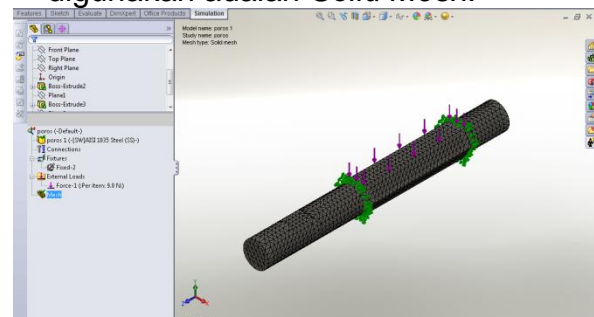 digunakan adalah Solid Mesh.
Features Sketch Evaluate DimXpert Office Products Simulation
Model name: poros 1
Study name: poros
Mesh type: Solid mesh
Front Plane
Top Plane
Right Plane
Origin
Boss-Extrude2
Plane1
Boss-Extrude3
poros (-Default-)
poros 1 (-[SW]AISI 1035 Steel (SS)-)
Connections
Fixtures
Fixed-2
External Loads
Force-1 (:Per item: 9.8 N:)
Mesh